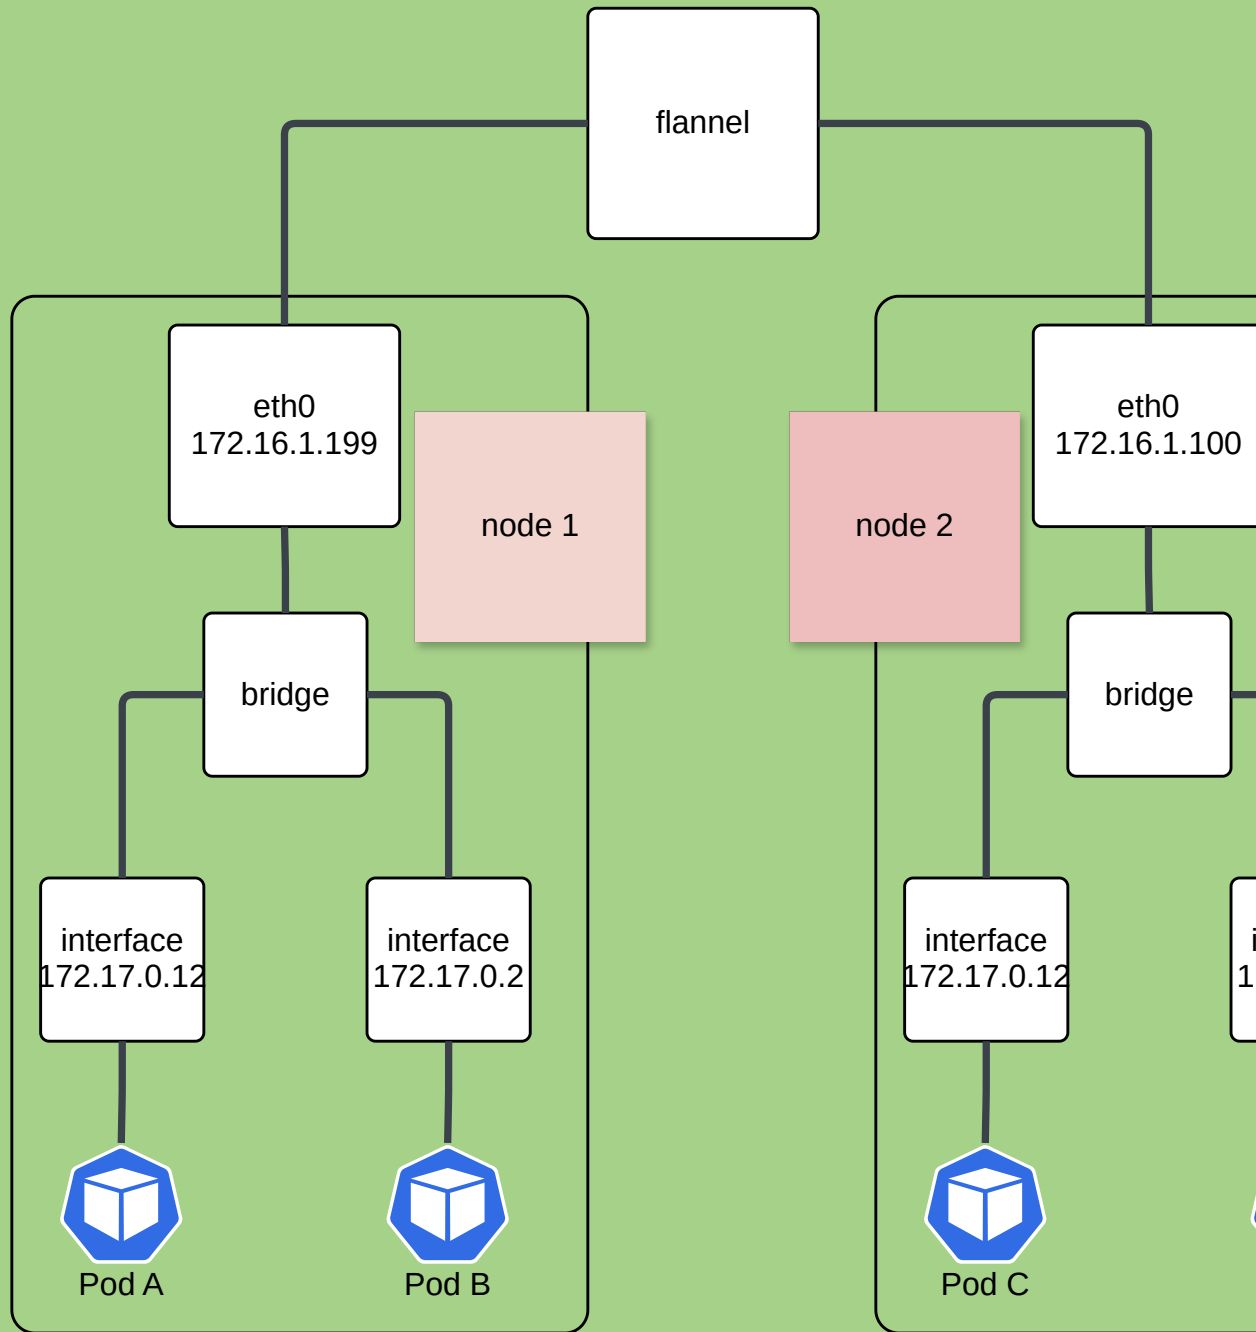 flannel
eth0
172.16.1.199
node 1
bridge
interface
172.17.0.12
interface
172.17.0.2
Pod A
Pod B
node 2
eth0
172.16.1.100
bridge
interface
172.17.0.12
Pod C